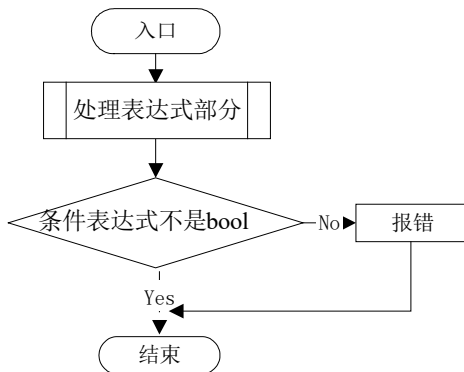 入口
处理表达式部分
条件表达式不是bool
No
报错
Yes
结束